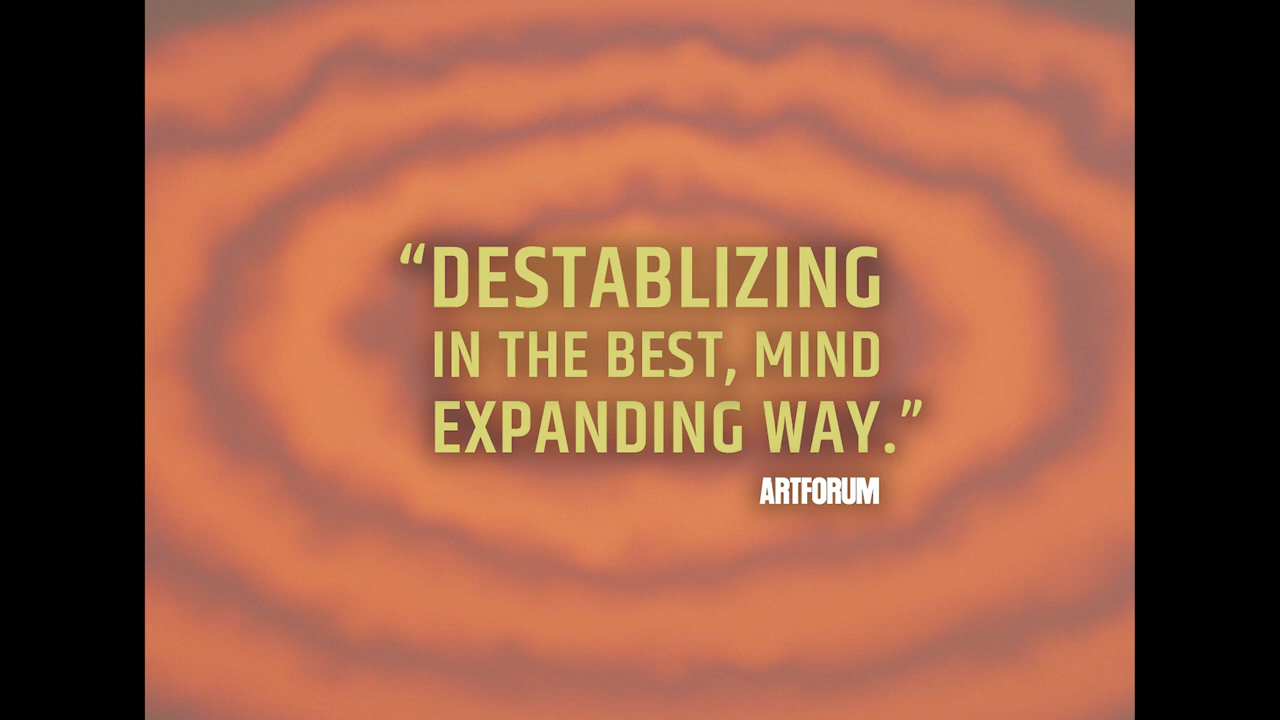 “DESTABLIZING
IN THE BEST, MIND
EXPANDING WAY.”
ARTFORUM